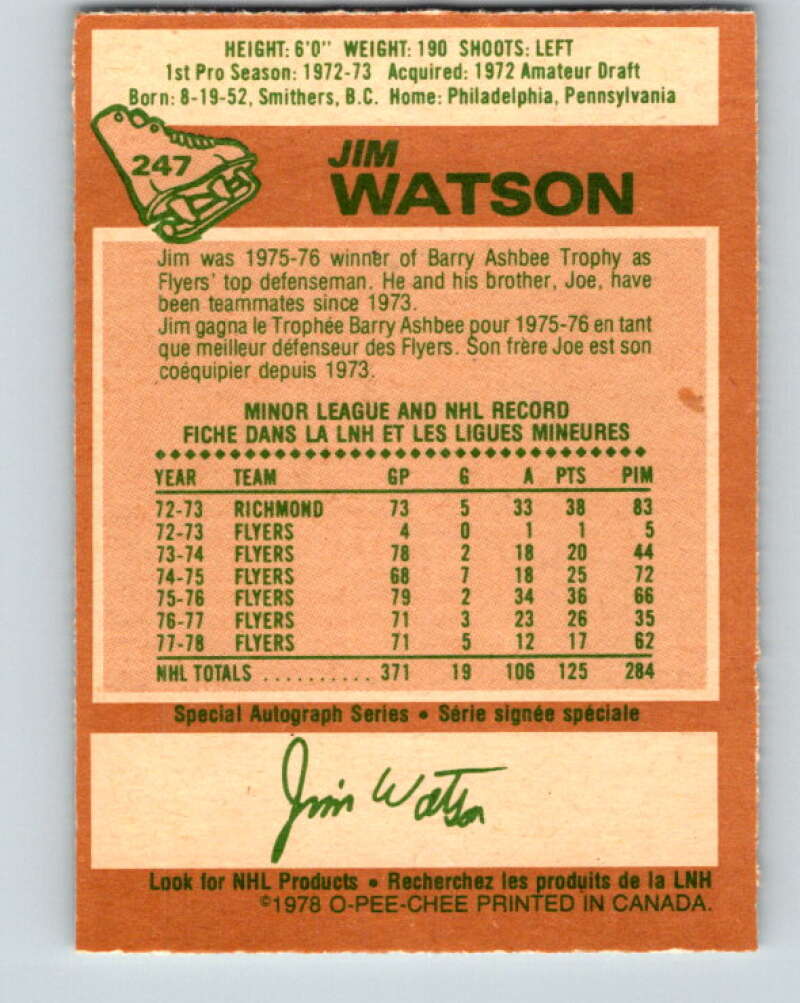 HEIGHT: 6'0" WEIGHT: 190 SHOOTS: LEFT
1st Pro Season: 1972-73 Acquired: 1972 Amateur Draft
Born: 8-19-52, Smithers, B.C. Home: Philadelphia, Pennsylvania
247
JIM
WATSON
Jim was 1975-76 winner of Barry Ashbee Trophy as
Flyers' top defenseman. He and his brother, Joe, have
been teammates since 1973.
Jim gagna le Trophée Barry Ashbee pour 1975-76 en tant
que meilleur défenseur des Flyers. Son frère Joe est son
coéquipier depuis 1973.
MINOR LEAGUE AND NHL RECORD
FICHE DANS LA LNH ET LES LIGUES MINEURES
YEAR TEAM GP G A PTS PIM
72-73 RICHMOND 73 5 33 38 83
72-73 FLYERS 4 0 1 1 5
73-74 FLYERS 78 2 18 20 44
74-75 FLYERS 68 7 18 25 72
75-76 FLYERS 79 2 34 36 66
76-77 FLYERS 71 3 23 26 35
77-78 FLYERS 71 5 12 17 62
NHL TOTALS .......... 371 19 106 125 284
Special Autograph Series • Série signée spéciale
Jim Watson
Look for NHL Products • Recherchez les produits de la LNH
©1978 O-PEE-CHEE PRINTED IN CANADA.